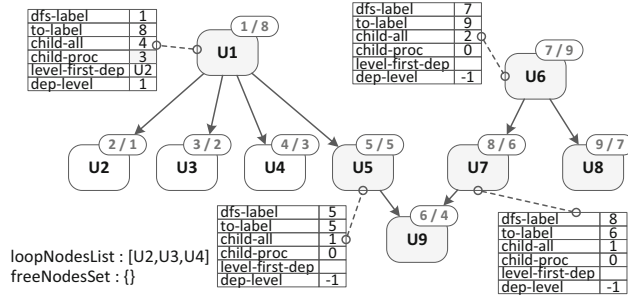 dfs-label 1
to-label 8
child-all 4
child-proc 3
level-first-dep U2
dep-level 1
1 / 8
U1
dfs-label 7
to-label 9
child-all 2
child-proc 0
level-first-dep
dep-level -1
7 / 9
U6
2 / 1
U2
3 / 2
U3
4 / 3
U4
5 / 5
U5
8 / 6
U7
9 / 7
U8
6 / 4
U9
dfs-label 5
to-label 5
child-all 1
child-proc 0
level-first-dep
dep-level -1
dfs-label 8
to-label 6
child-all 1
child-proc 0
level-first-dep
dep-level -1
loopNodesList : [U2,U3,U4]
freeNodesSet : {}